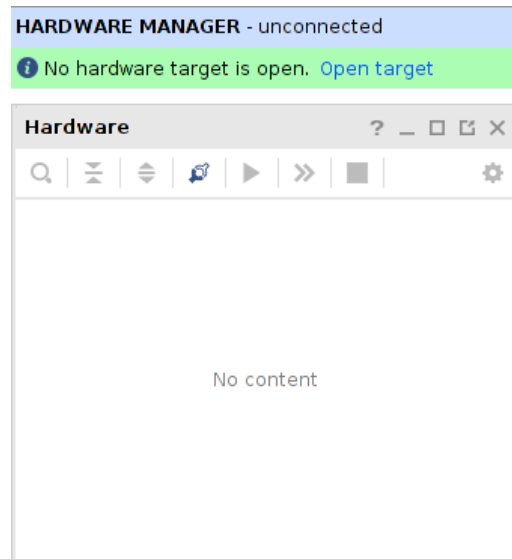 HARDWARE MANAGER - unconnected
No hardware target is open. Open target
Hardware
No content